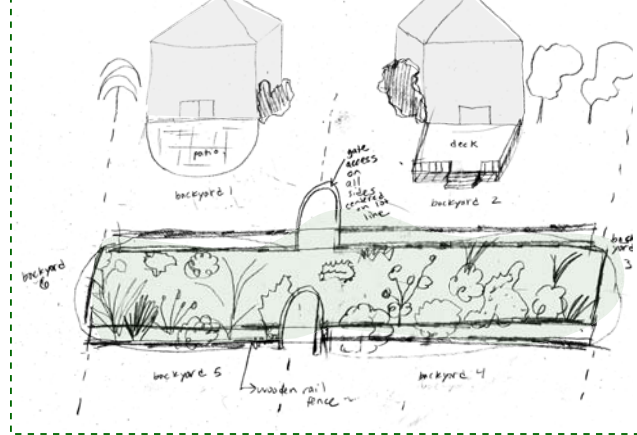 patio
deck
gate
access
on
all
sides
centered
on lot
line
backyard 1
backyard 2
back
yard
3
backyard
6
backyard 5
backyard 4
wooden rail
fence